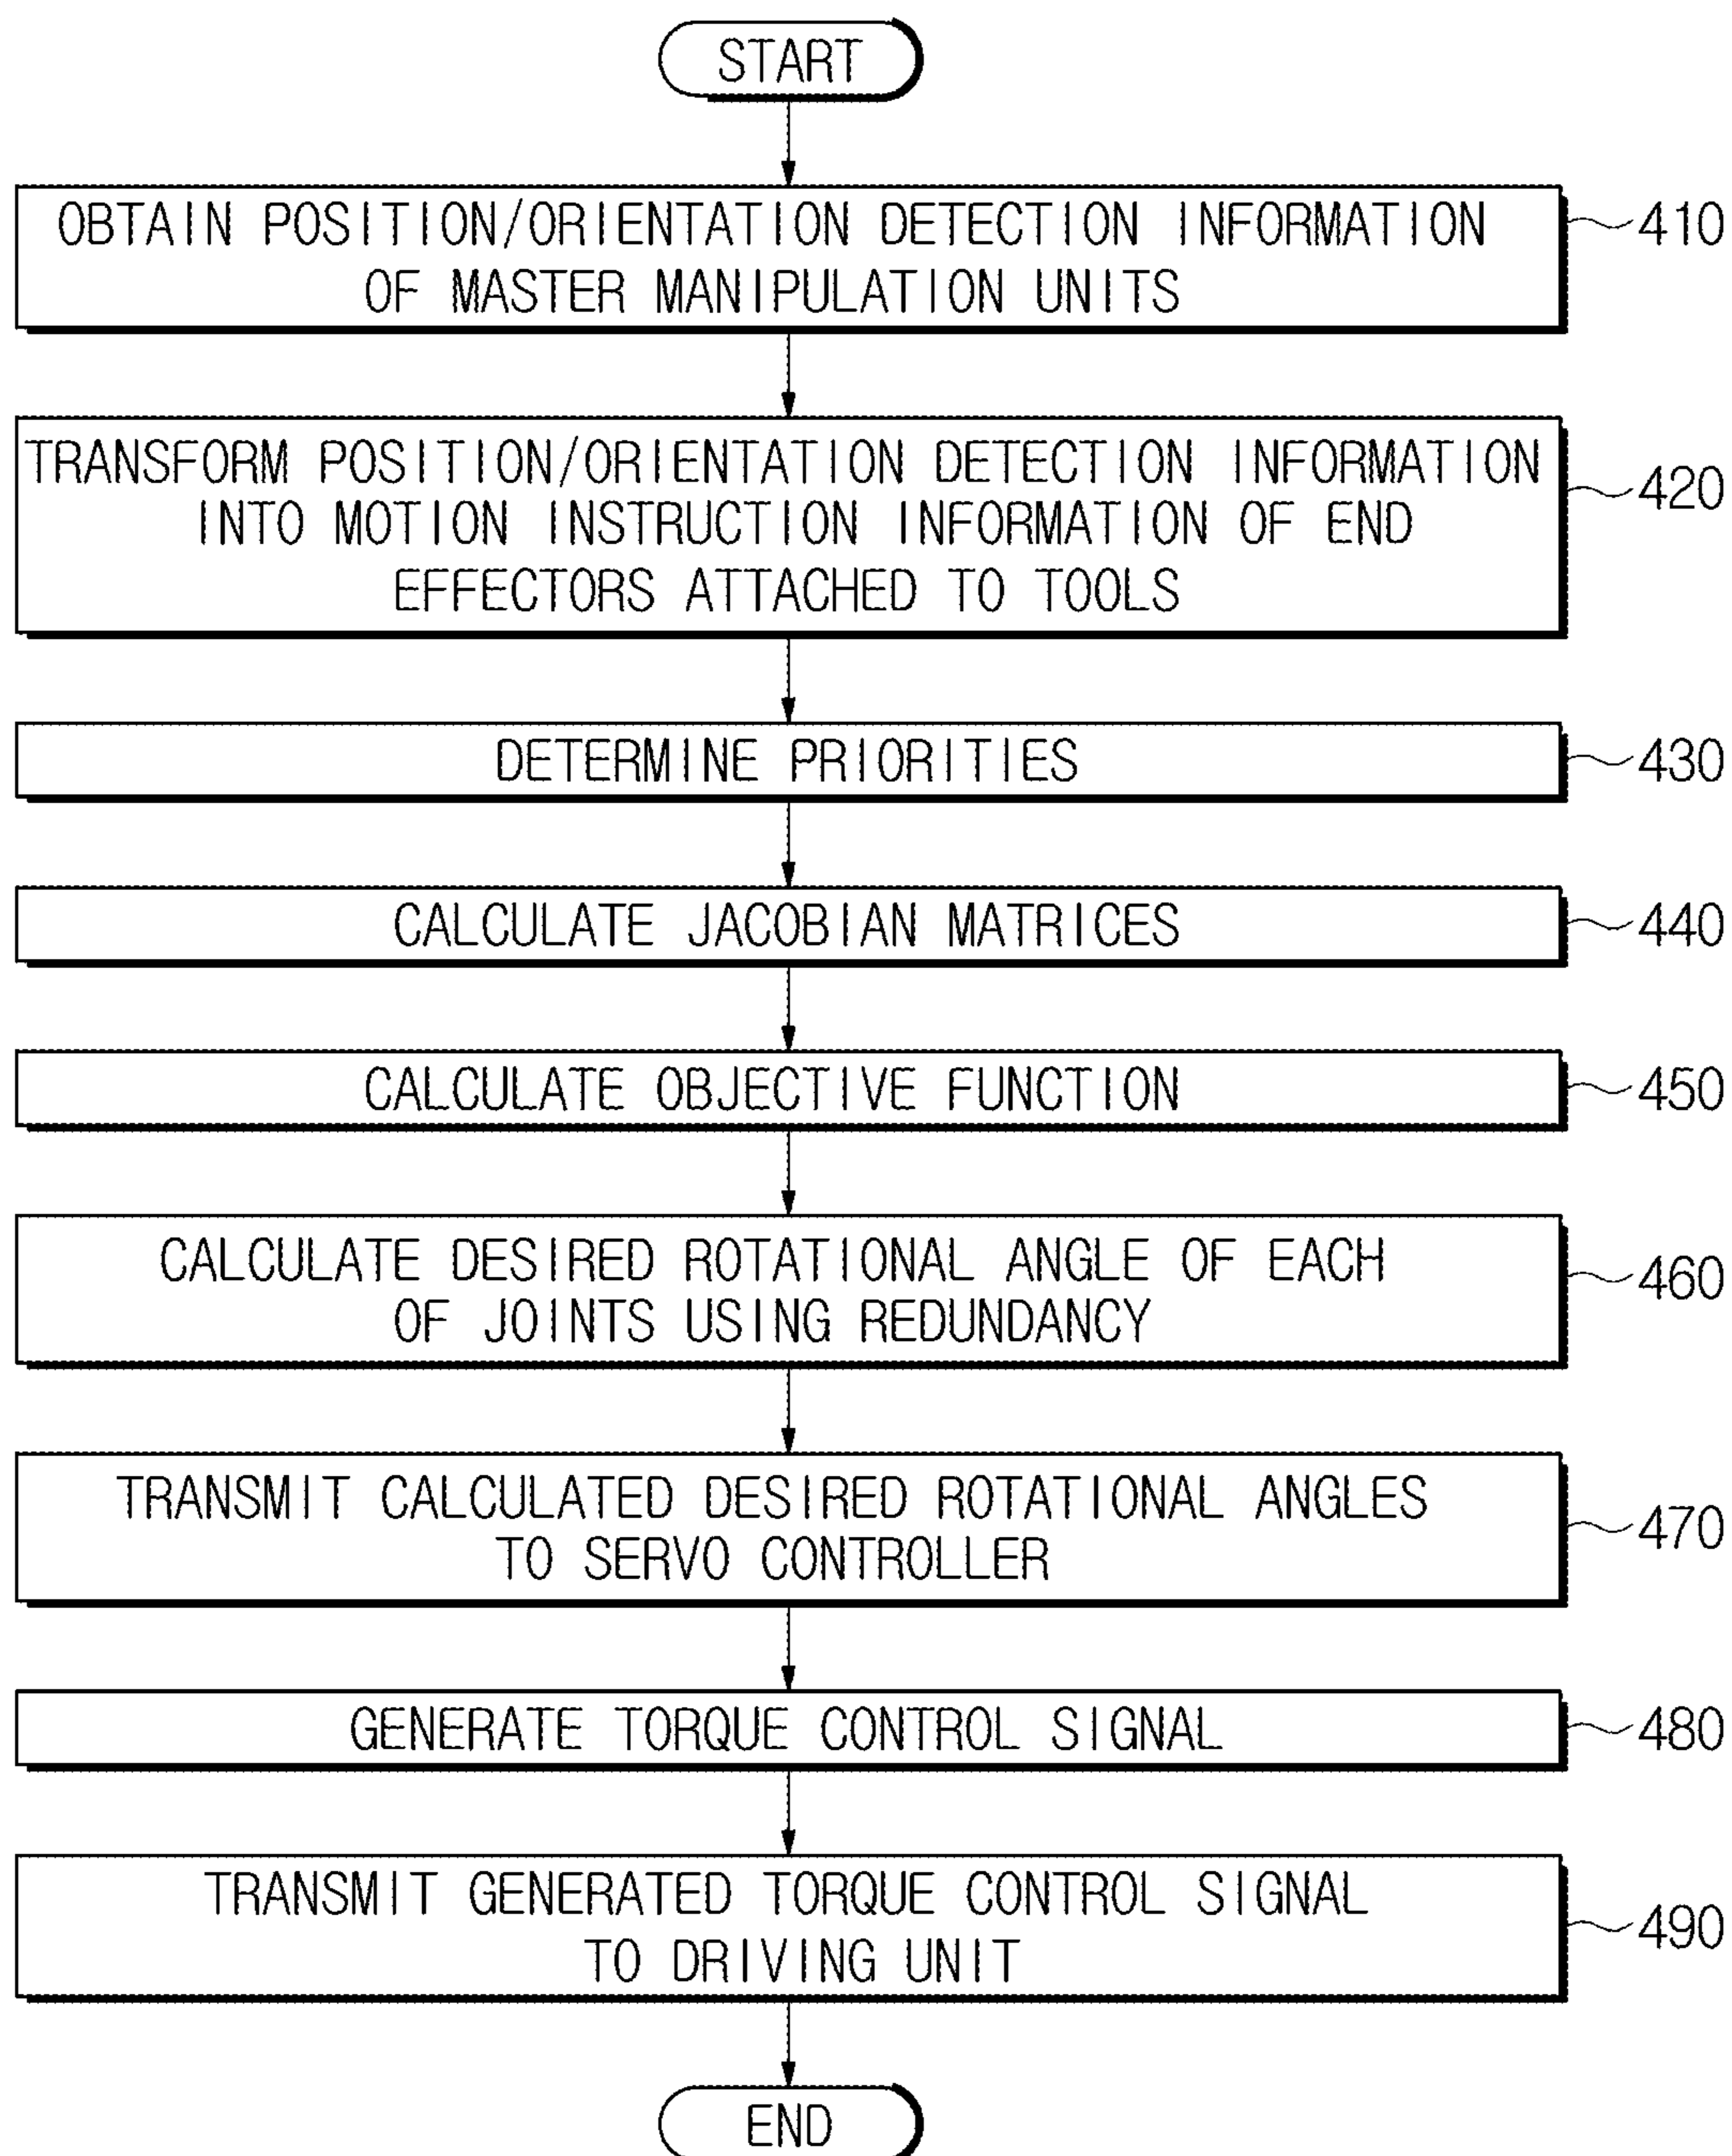 START
OBTAIN POSITION/ORIENTATION DETECTION INFORMATION
OF MASTER MANIPULATION UNITS
410
TRANSFORM POSITION/ORIENTATION DETECTION INFORMATION
INTO MOTION INSTRUCTION INFORMATION OF END
EFFECTORS ATTACHED TO TOOLS
420
DETERMINE PRIORITIES
430
CALCULATE JACOBIAN MATRICES
440
CALCULATE OBJECTIVE FUNCTION
450
CALCULATE DESIRED ROTATIONAL ANGLE OF EACH
OF JOINTS USING REDUNDANCY
460
TRANSMIT CALCULATED DESIRED ROTATIONAL ANGLES
TO SERVO CONTROLLER
470
GENERATE TORQUE CONTROL SIGNAL
480
TRANSMIT GENERATED TORQUE CONTROL SIGNAL
TO DRIVING UNIT
490
END